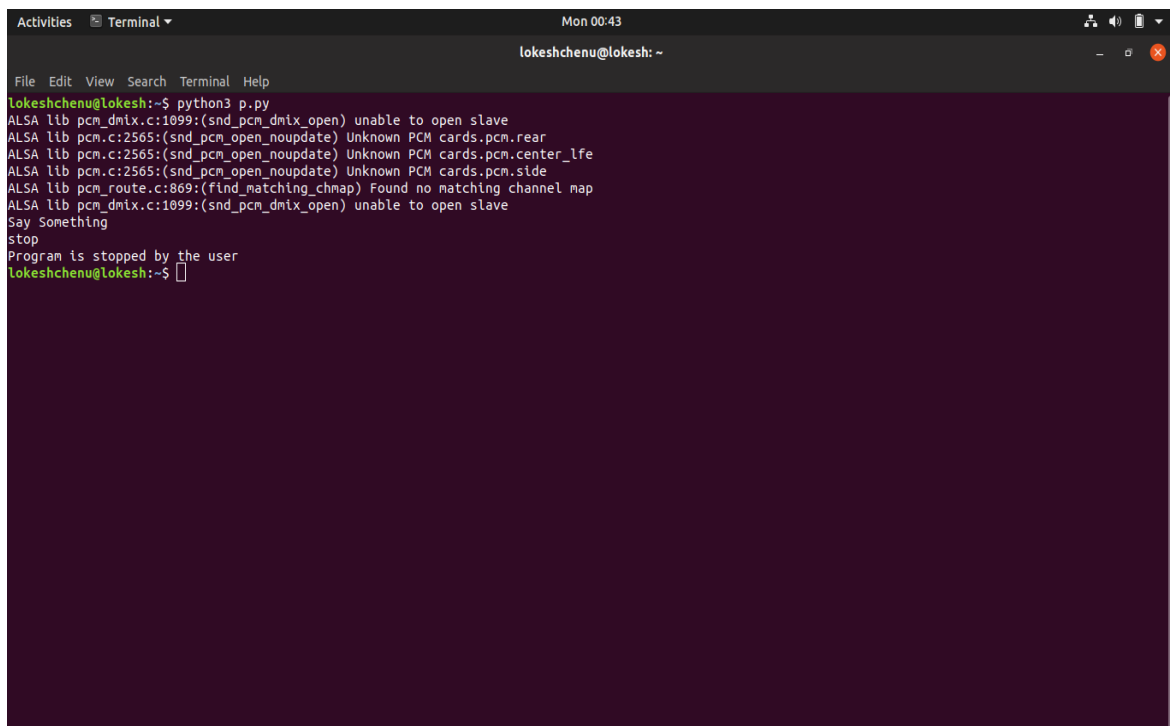 Activities Terminal Mon 00:43
lokeshchenu@lokesh: ~
File Edit View Search Terminal Help
lokeshchenu@lokesh:~$ python3 p.py
ALSA lib pcm_dmix.c:1099:(snd_pcm_dmix_open) unable to open slave
ALSA lib pcm.c:2565:(snd_pcm_open_noupdate) Unknown PCM cards.pcm.rear
ALSA lib pcm.c:2565:(snd_pcm_open_noupdate) Unknown PCM cards.pcm.center_lfe
ALSA lib pcm.c:2565:(snd_pcm_open_noupdate) Unknown PCM cards.pcm.side
ALSA lib pcm_route.c:869:(find_matching_chmap) Found no matching channel map
ALSA lib pcm_dmix.c:1099:(snd_pcm_dmix_open) unable to open slave
Say Something
stop
Program is stopped by the user
lokeshchenu@lokesh:~$